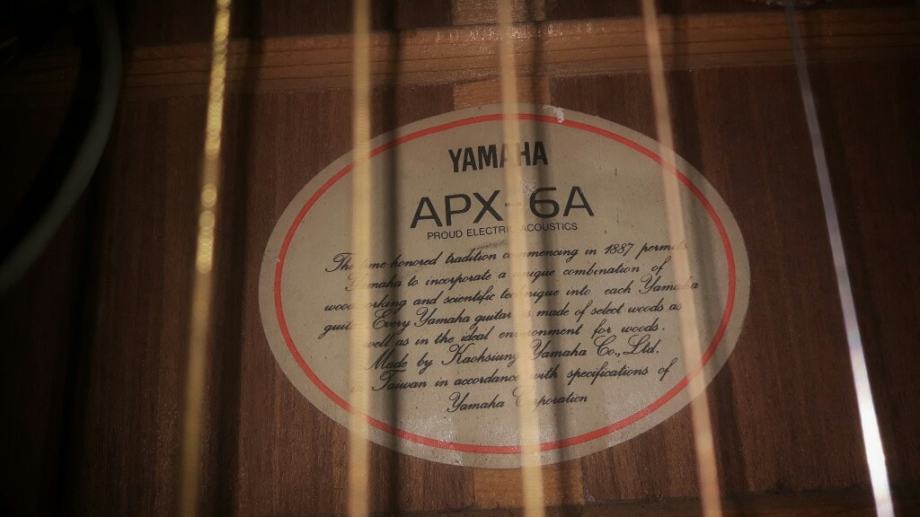 YAMAHA
APX-6A
PROUD ELECTRIC ACOUSTICS
The time-honored tradition commencing in 1887 permits
Yamaha to incorporate a unique combination of
woodworking and scientific technique into each Yamaha
guitar. Every Yamaha guitar is made of select woods as
well as in the ideal environment for woods.
Made by Kaohsiung Yamaha Co., Ltd.
Taiwan in accordance with specifications of
Yamaha Corporation